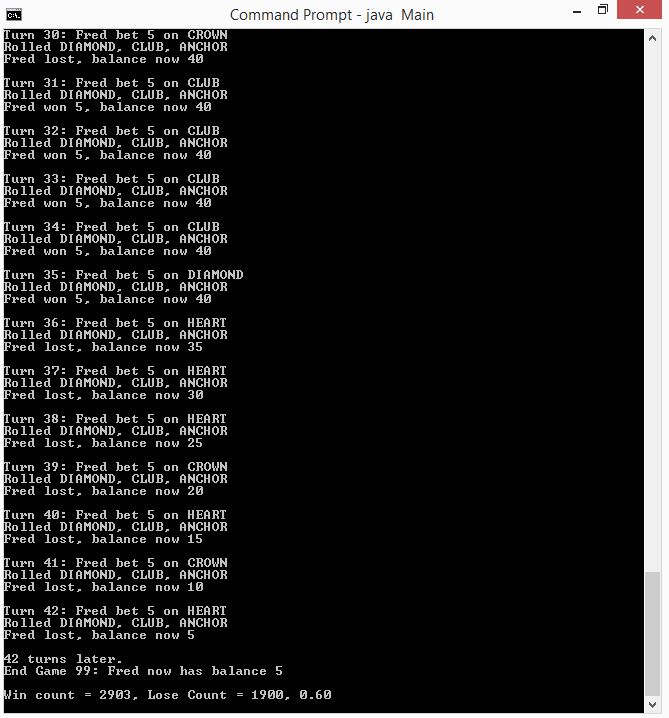 Command Prompt - java Main
Turn 30: Fred bet 5 on CROWN
Rolled DIAMOND, CLUB, ANCHOR
Fred lost, balance now 40
Turn 31: Fred bet 5 on CLUB
Rolled DIAMOND, CLUB, ANCHOR
Fred won 5, balance now 40
Turn 32: Fred bet 5 on CLUB
Rolled DIAMOND, CLUB, ANCHOR
Fred won 5, balance now 40
Turn 33: Fred bet 5 on CLUB
Rolled DIAMOND, CLUB, ANCHOR
Fred won 5, balance now 40
Turn 34: Fred bet 5 on CLUB
Rolled DIAMOND, CLUB, ANCHOR
Fred won 5, balance now 40
Turn 35: Fred bet 5 on DIAMOND
Rolled DIAMOND, CLUB, ANCHOR
Fred won 5, balance now 40
Turn 36: Fred bet 5 on HEART
Rolled DIAMOND, CLUB, ANCHOR
Fred lost, balance now 35
Turn 37: Fred bet 5 on HEART
Rolled DIAMOND, CLUB, ANCHOR
Fred lost, balance now 30
Turn 38: Fred bet 5 on HEART
Rolled DIAMOND, CLUB, ANCHOR
Fred lost, balance now 25
Turn 39: Fred bet 5 on CROWN
Rolled DIAMOND, CLUB, ANCHOR
Fred lost, balance now 20
Turn 40: Fred bet 5 on HEART
Rolled DIAMOND, CLUB, ANCHOR
Fred lost, balance now 15
Turn 41: Fred bet 5 on CROWN
Rolled DIAMOND, CLUB, ANCHOR
Fred lost, balance now 10
Turn 42: Fred bet 5 on HEART
Rolled DIAMOND, CLUB, ANCHOR
Fred lost, balance now 5
42 turns later.
End Game 99: Fred now has balance 5
Win count = 2903, Lose Count = 1900, 0.60